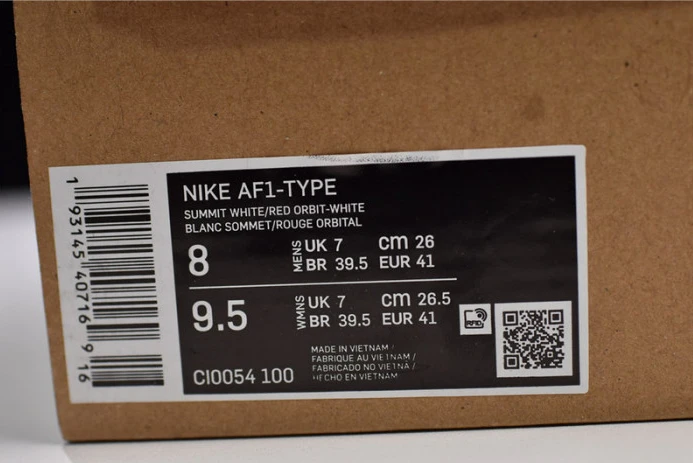 1 93145 40716 9 16
NIKE AF1-TYPE
SUMMIT WHITE/RED ORBIT-WHITE
BLANC SOMMET/ROUGE ORBITAL
8 MENS UK 7 cm 26
BR 39.5 EUR 41
9.5 WMNS UK 7 cm 26.5
BR 39.5 EUR 41
RFID
CI0054 100
MADE IN VIETNAM /
FABRIQUE AU VIETNAM /
FABRICADO NO VIETNA /
HECHO EN VIETNAM